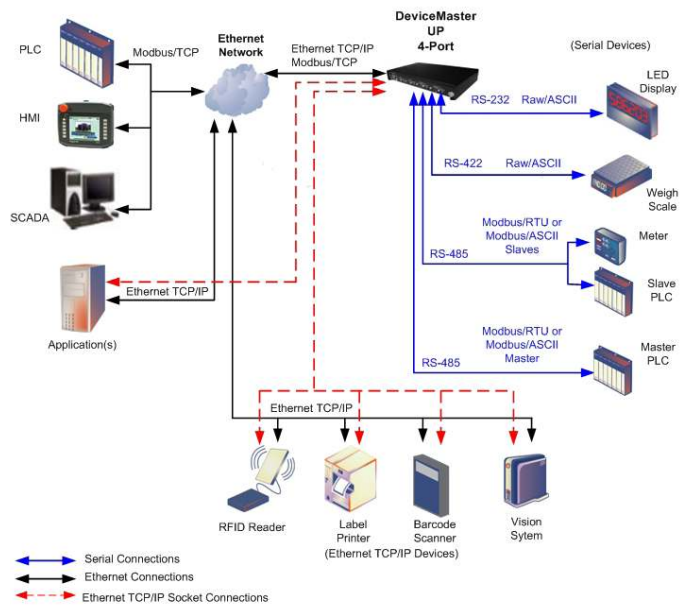 DeviceMaster
UP
4-Port
Ethernet
Network
PLC
Modbus/TCP
Ethernet TCP/IP
Modbus/TCP
(Serial Devices)
LED
Display
HMI
RS-232 Raw/ASCII
RS-422 Raw/ASCII
Weigh
Scale
SCADA
Modbus/RTU or
Modbus/ASCII
Slaves
RS-485
Meter
Slave
PLC
Ethernet TCP/IP
Application(s)
Modbus/RTU or
Modbus/ASCII
Master
RS-485
Master
PLC
Ethernet TCP/IP
RFID Reader
Label
Printer
Barcode
Scanner
Vision
Sytem
(Ethernet TCP/IP Devices)
Serial Connections
Ethernet Connections
Ethernet TCP/IP Socket Connections